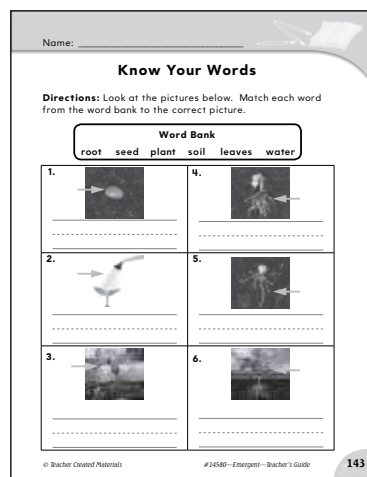 Name: ______________________________
Know Your Words
Directions: Look at the pictures below. Match each word
from the word bank to the correct picture.
Word Bank
root seed plant soil leaves water
1.
4.
2.
5.
3.
6.
© Teacher Created Materials
#14580—Emergent—Teacher's Guide
143